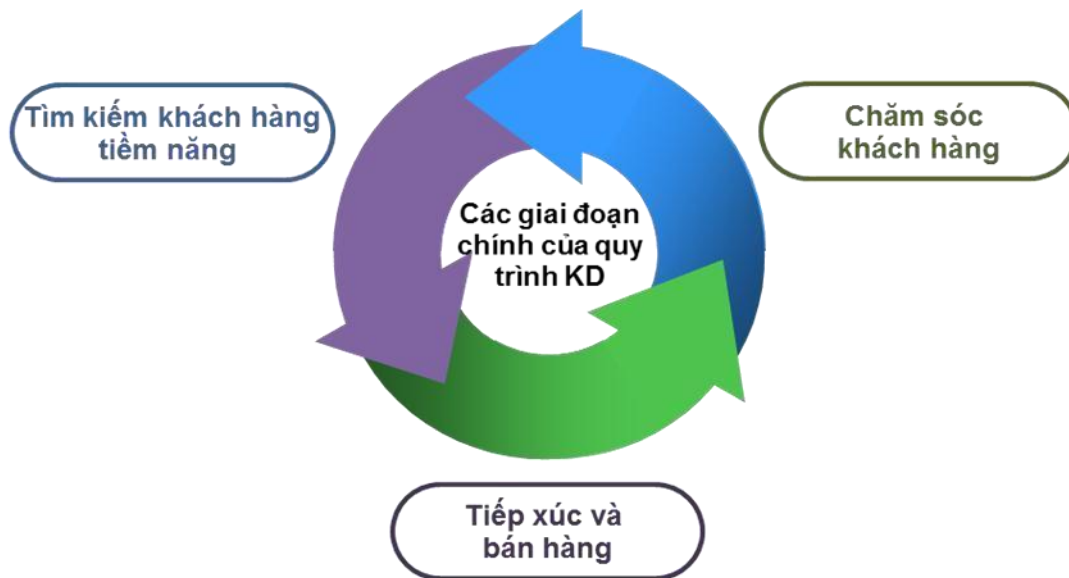 Tìm kiếm khách hàng
tiềm năng
Chăm sóc
khách hàng
Các giai đoạn
chính của quy
trình KD
Tiếp xúc và
bán hàng